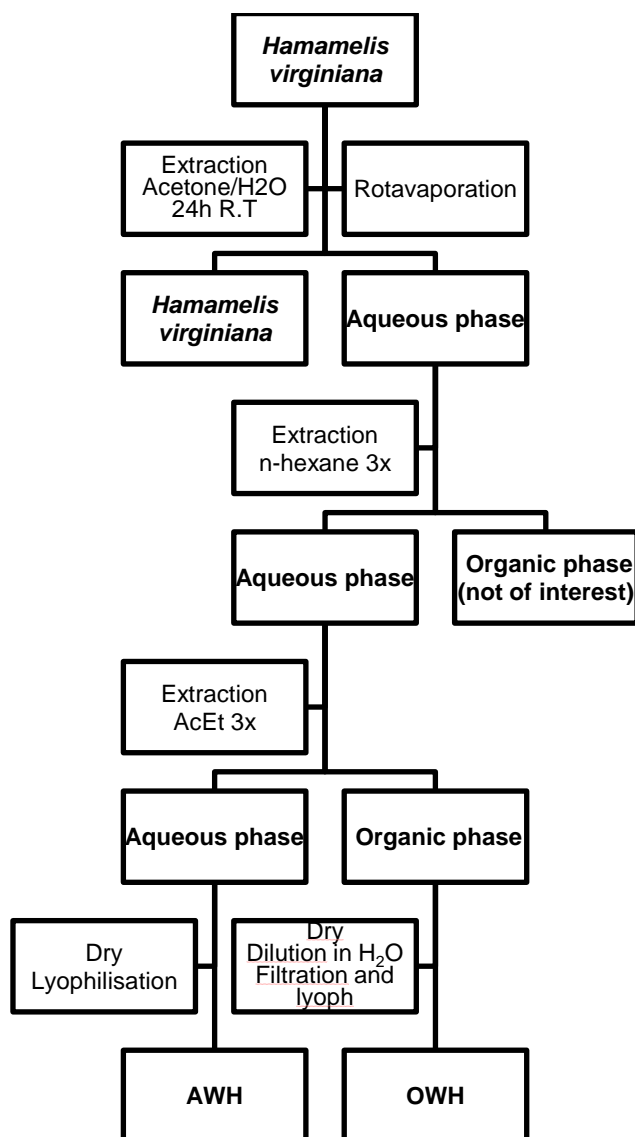 Hamamelis
virginiana
Extraction
Acetone/H2O
24h R.T
Rotavaporation
Hamamelis
virginiana
Aqueous phase
Extraction
n-hexane 3x
Aqueous phase
Organic phase
(not of interest)
Extraction
AcEt 3x
Aqueous phase
Organic phase
Dry
Lyophilisation
Dry
Dilution in H₂O
Filtration and
lyoph
AWH
OWH